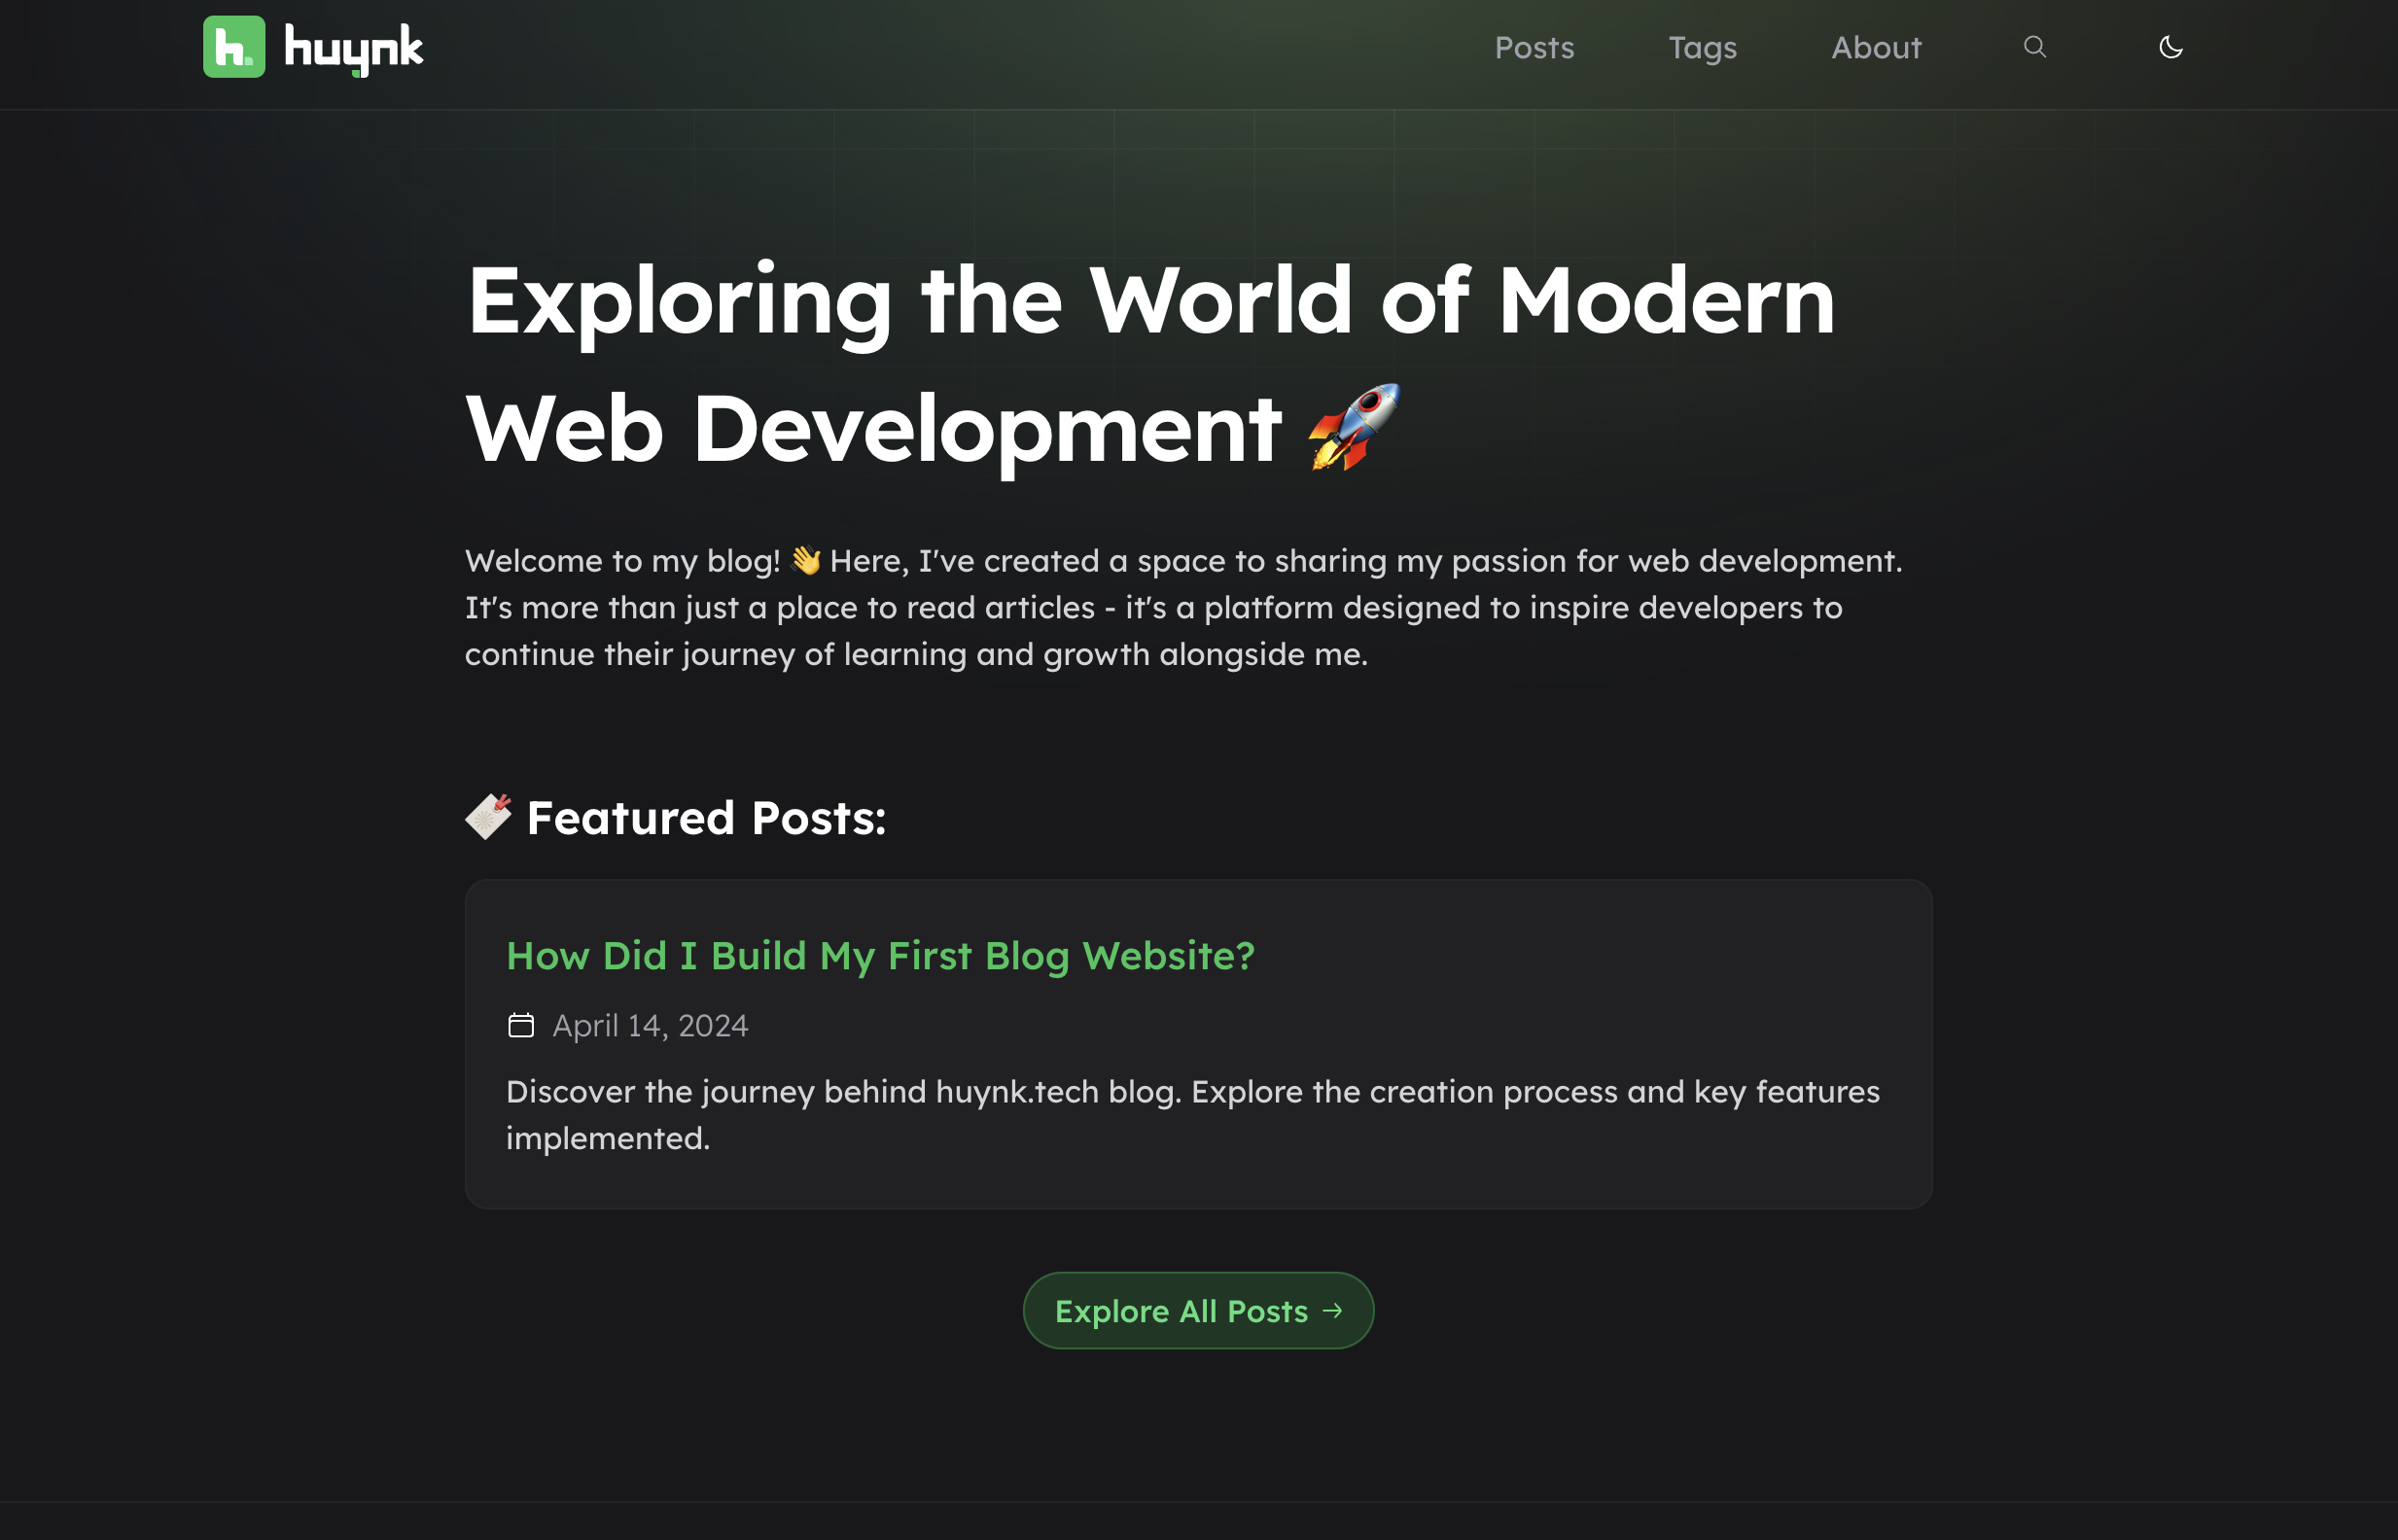 h. huynk
Posts Tags About
Exploring the World of Modern
Web Development 🚀
Welcome to my blog! 👋 Here, I've created a space to sharing my passion for web development.
It's more than just a place to read articles - it's a platform designed to inspire developers to
continue their journey of learning and growth alongside me.
Featured Posts:
How Did I Build My First Blog Website?
April 14, 2024
Discover the journey behind huynk.tech blog. Explore the creation process and key features
implemented.
Explore All Posts →